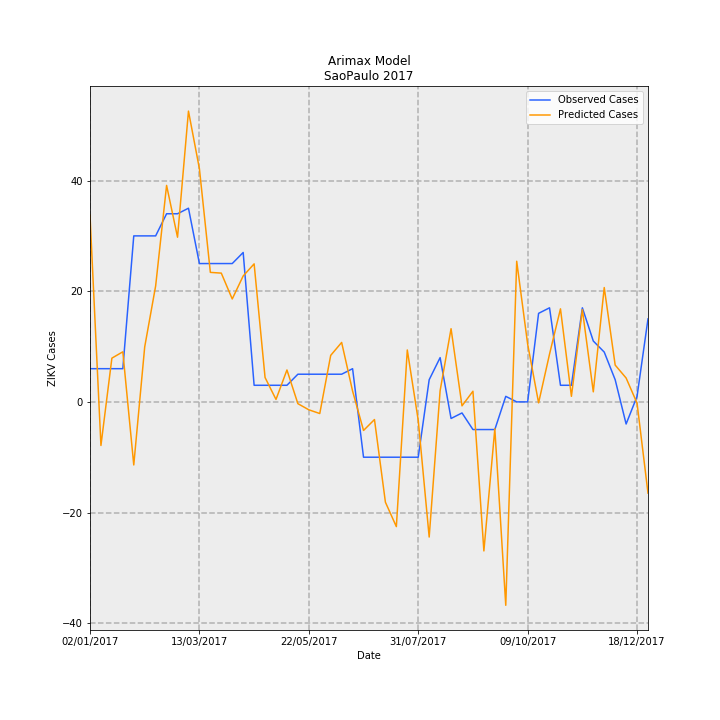 Arimax Model
SaoPaulo 2017
Observed Cases
Predicted Cases
ZIKV Cases
40
20
0
−20
−40
02/01/2017 13/03/2017 22/05/2017 31/07/2017 09/10/2017 18/12/2017
Date